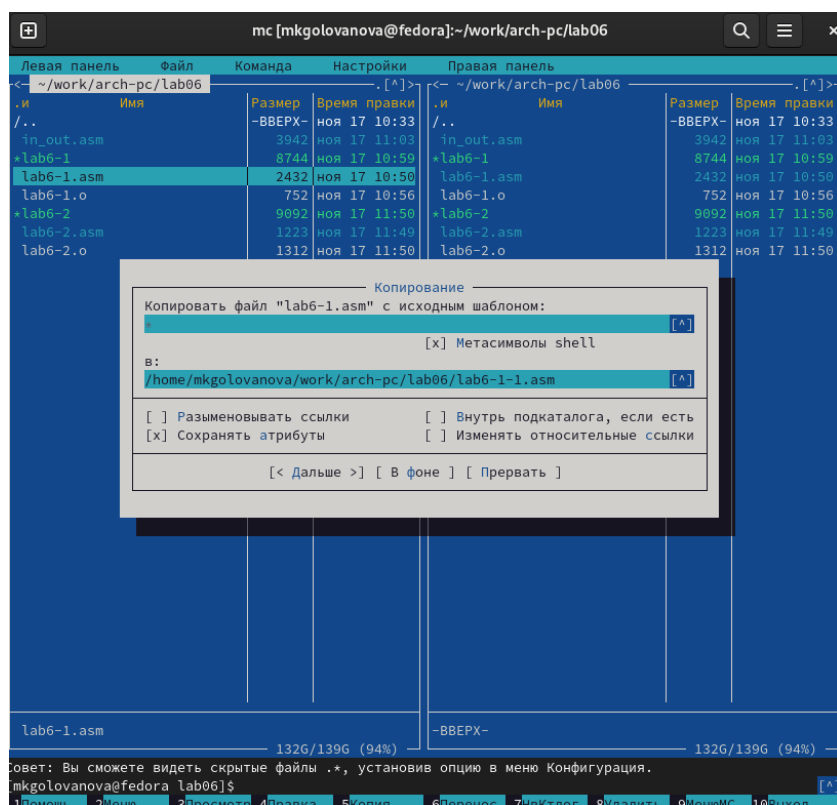 mc [mkgolovanova@fedora]:~/work/arch-pc/lab06
Левая панель Файл Команда Настройки Правая панель
<— ~/work/arch-pc/lab06 .[^]> <— ~/work/arch-pc/lab06 .[^]>
.и Имя Размер Время правки .и Имя Размер Время правки
/.. -ВВЕРХ- ноя 17 10:33 /.. -ВВЕРХ- ноя 17 10:33
in_out.asm 3942 ноя 17 11:03 in_out.asm 3942 ноя 17 11:03
*lab6-1 8744 ноя 17 10:59 *lab6-1 8744 ноя 17 10:59
lab6-1.asm 2432 ноя 17 10:50 lab6-1.asm 2432 ноя 17 10:50
lab6-1.o 752 ноя 17 10:56 lab6-1.o 752 ноя 17 10:56
*lab6-2 9092 ноя 17 11:50 *lab6-2 9092 ноя 17 11:50
lab6-2.asm 1223 ноя 17 11:49 lab6-2.asm 1223 ноя 17 11:49
lab6-2.o 1312 ноя 17 11:50 lab6-2.o 1312 ноя 17 11:50
Копирование
Копировать файл "lab6-1.asm" с исходным шаблоном:
* [^]
[x] Метасимволы shell
в:
/home/mkgolovanova/work/arch-pc/lab06/lab6-1-1.asm [^]
[ ] Разыменовывать ссылки [ ] Внутрь подкаталога, если есть
[x] Сохранять атрибуты [ ] Изменять относительные ссылки
[< Дальше >] [ В фоне ] [ Прервать ]
lab6-1.asm -ВВЕРХ-
132G/139G (94%) 132G/139G (94%)
Совет: Вы сможете видеть скрытые файлы .*, установив опцию в меню Конфигурация.
[mkgolovanova@fedora lab06]$ [^]
1Помощь 2Меню 3Просмотр 4Правка 5Копия 6Перенос 7НвКтлог 8Удалить 9МенюМС 10Выход